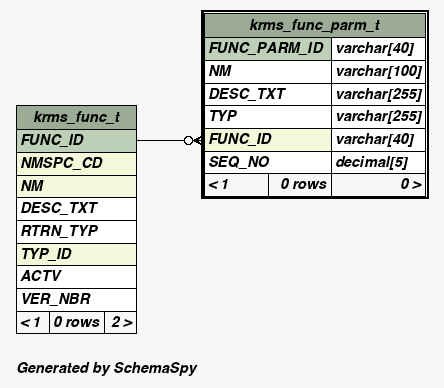 krms_func_parm_t
FUNC_PARM_ID varchar[40]
NM varchar[100]
DESC_TXT varchar[255]
TYP varchar[255]
FUNC_ID varchar[40]
SEQ_NO decimal[5]
< 1 0 rows 0 >
krms_func_t
FUNC_ID
NMSPC_CD
NM
DESC_TXT
RTRN_TYP
TYP_ID
ACTV
VER_NBR
< 1 0 rows 2 >
Generated by SchemaSpy